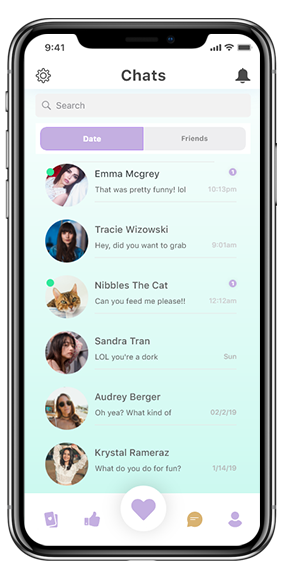 9:41
Chats
Search
Date Friends
Emma Mcgrey 1
That was pretty funny! lol 10:13pm
Tracie Wizowski
Hey, did you want to grab 9:01am
Nibbles The Cat 1
Can you feed me please!! 12:12am
Sandra Tran
LOL you're a dork Sun
Audrey Berger
Oh yea? What kind of 02/2/19
Krystal Rameraz
What do you do for fun? 1/14/19